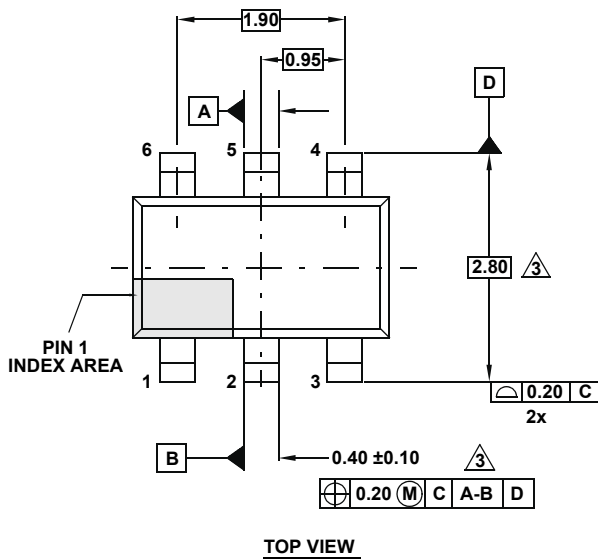 1.90
0.95
A
D
6
5
4
2.80
3
PIN 1
INDEX AREA
1
2
3
0.20 C
2x
B
0.40 ±0.10
3
0.20 M C A-B D
TOP VIEW